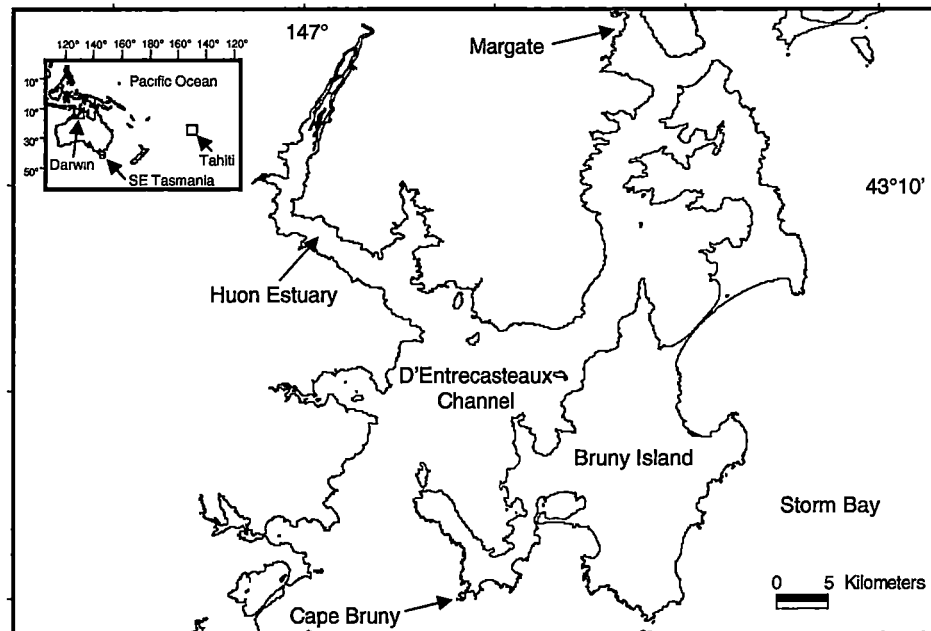 147°
Margate
120° 140° 160° 180° 160° 140° 120°
10°
10°
30°
50°
Pacific Ocean
Darwin
Tahiti
SE Tasmania
43°10'
Huon Estuary
D'Entrecasteaux
Channel
Bruny Island
Storm Bay
0 5 Kilometers
Cape Bruny